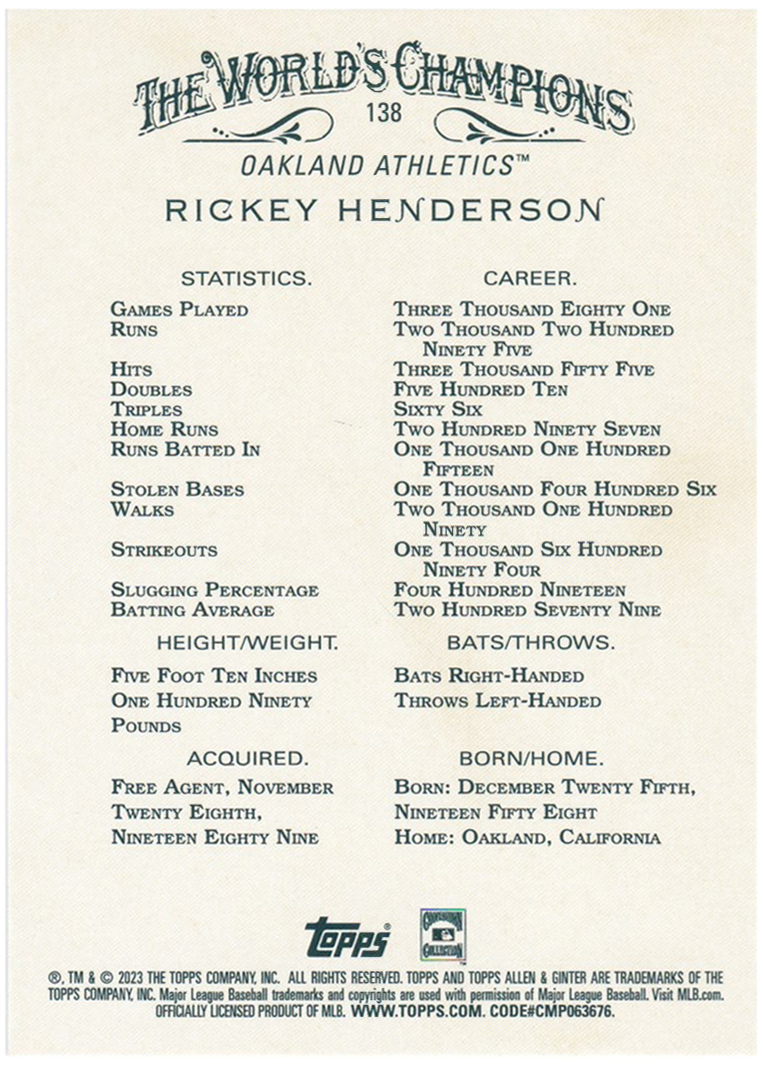 THE WORLD'S CHAMPIONS
138
OAKLAND ATHLETICS™
RICKEY HENDERSON
STATISTICS. CAREER.
GAMES PLAYED THREE THOUSAND EIGHTY ONE
RUNS TWO THOUSAND TWO HUNDRED
NINETY FIVE
HITS THREE THOUSAND FIFTY FIVE
DOUBLES FIVE HUNDRED TEN
TRIPLES SIXTY SIX
HOME RUNS TWO HUNDRED NINETY SEVEN
RUNS BATTED IN ONE THOUSAND ONE HUNDRED
FIFTEEN
STOLEN BASES ONE THOUSAND FOUR HUNDRED SIX
WALKS TWO THOUSAND ONE HUNDRED
NINETY
STRIKEOUTS ONE THOUSAND SIX HUNDRED
NINETY FOUR
SLUGGING PERCENTAGE FOUR HUNDRED NINETEEN
BATTING AVERAGE TWO HUNDRED SEVENTY NINE
HEIGHT/WEIGHT. BATS/THROWS.
FIVE FOOT TEN INCHES BATS RIGHT-HANDED
ONE HUNDRED NINETY THROWS LEFT-HANDED
POUNDS
ACQUIRED. BORN/HOME.
FREE AGENT, NOVEMBER BORN: DECEMBER TWENTY FIFTH,
TWENTY EIGHTH, NINETEEN FIFTY EIGHT
NINETEEN EIGHTY NINE HOME: OAKLAND, CALIFORNIA
topps®
COOPERSTOWN
COLLECTION™
®, TM & © 2023 THE TOPPS COMPANY, INC. ALL RIGHTS RESERVED. TOPPS AND TOPPS ALLEN & GINTER ARE TRADEMARKS OF THE
TOPPS COMPANY, INC. Major League Baseball trademarks and copyrights are used with permission of Major League Baseball. Visit MLB.com.
OFFICIALLY LICENSED PRODUCT OF MLB. WWW.TOPPS.COM. CODE#CMP063676.